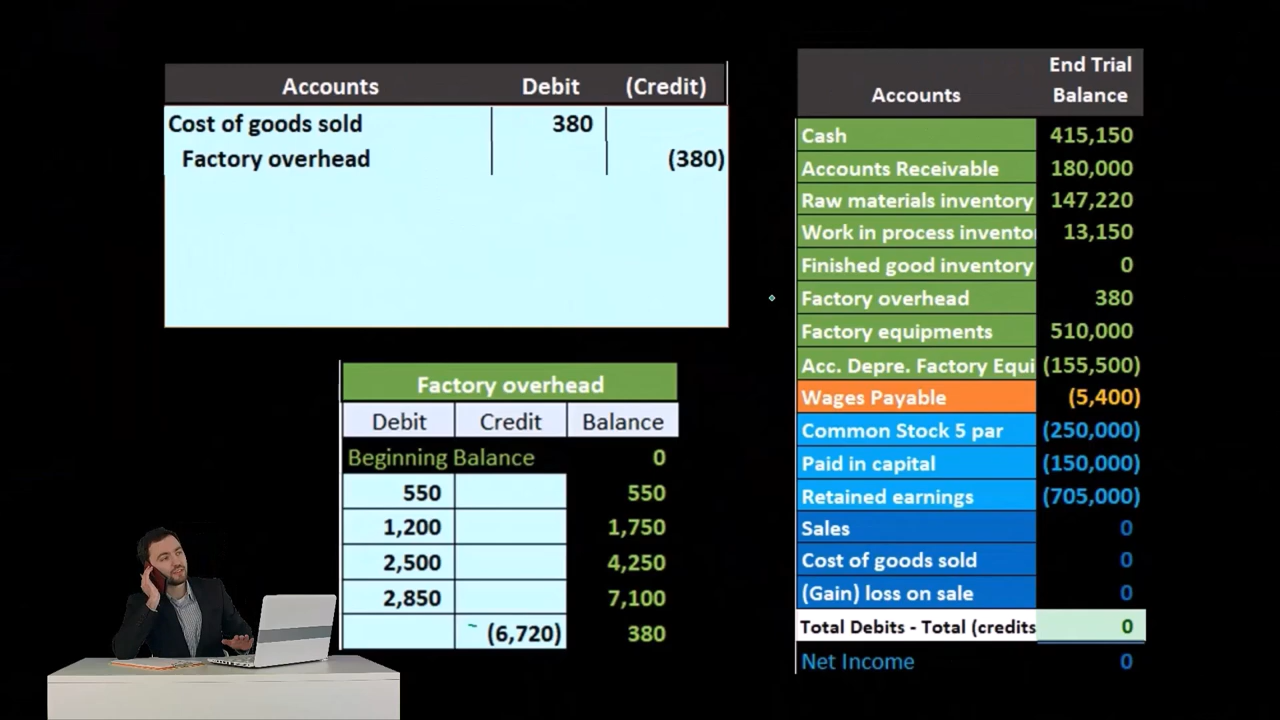 Accounts Debit (Credit)
Cost of goods sold 380
Factory overhead (380)
Factory overhead
Debit Credit Balance
Beginning Balance 0
550 550
1,200 1,750
2,500 4,250
2,850 7,100
(6,720) 380
End Trial
Accounts Balance
Cash 415,150
Accounts Receivable 180,000
Raw materials inventory 147,220
Work in process invento 13,150
Finished good inventory 0
Factory overhead 380
Factory equipments 510,000
Acc. Depre. Factory Equi (155,500)
Wages Payable (5,400)
Common Stock 5 par (250,000)
Paid in capital (150,000)
Retained earnings (705,000)
Sales 0
Cost of goods sold 0
(Gain) loss on sale 0
Total Debits - Total (credits 0
Net Income 0